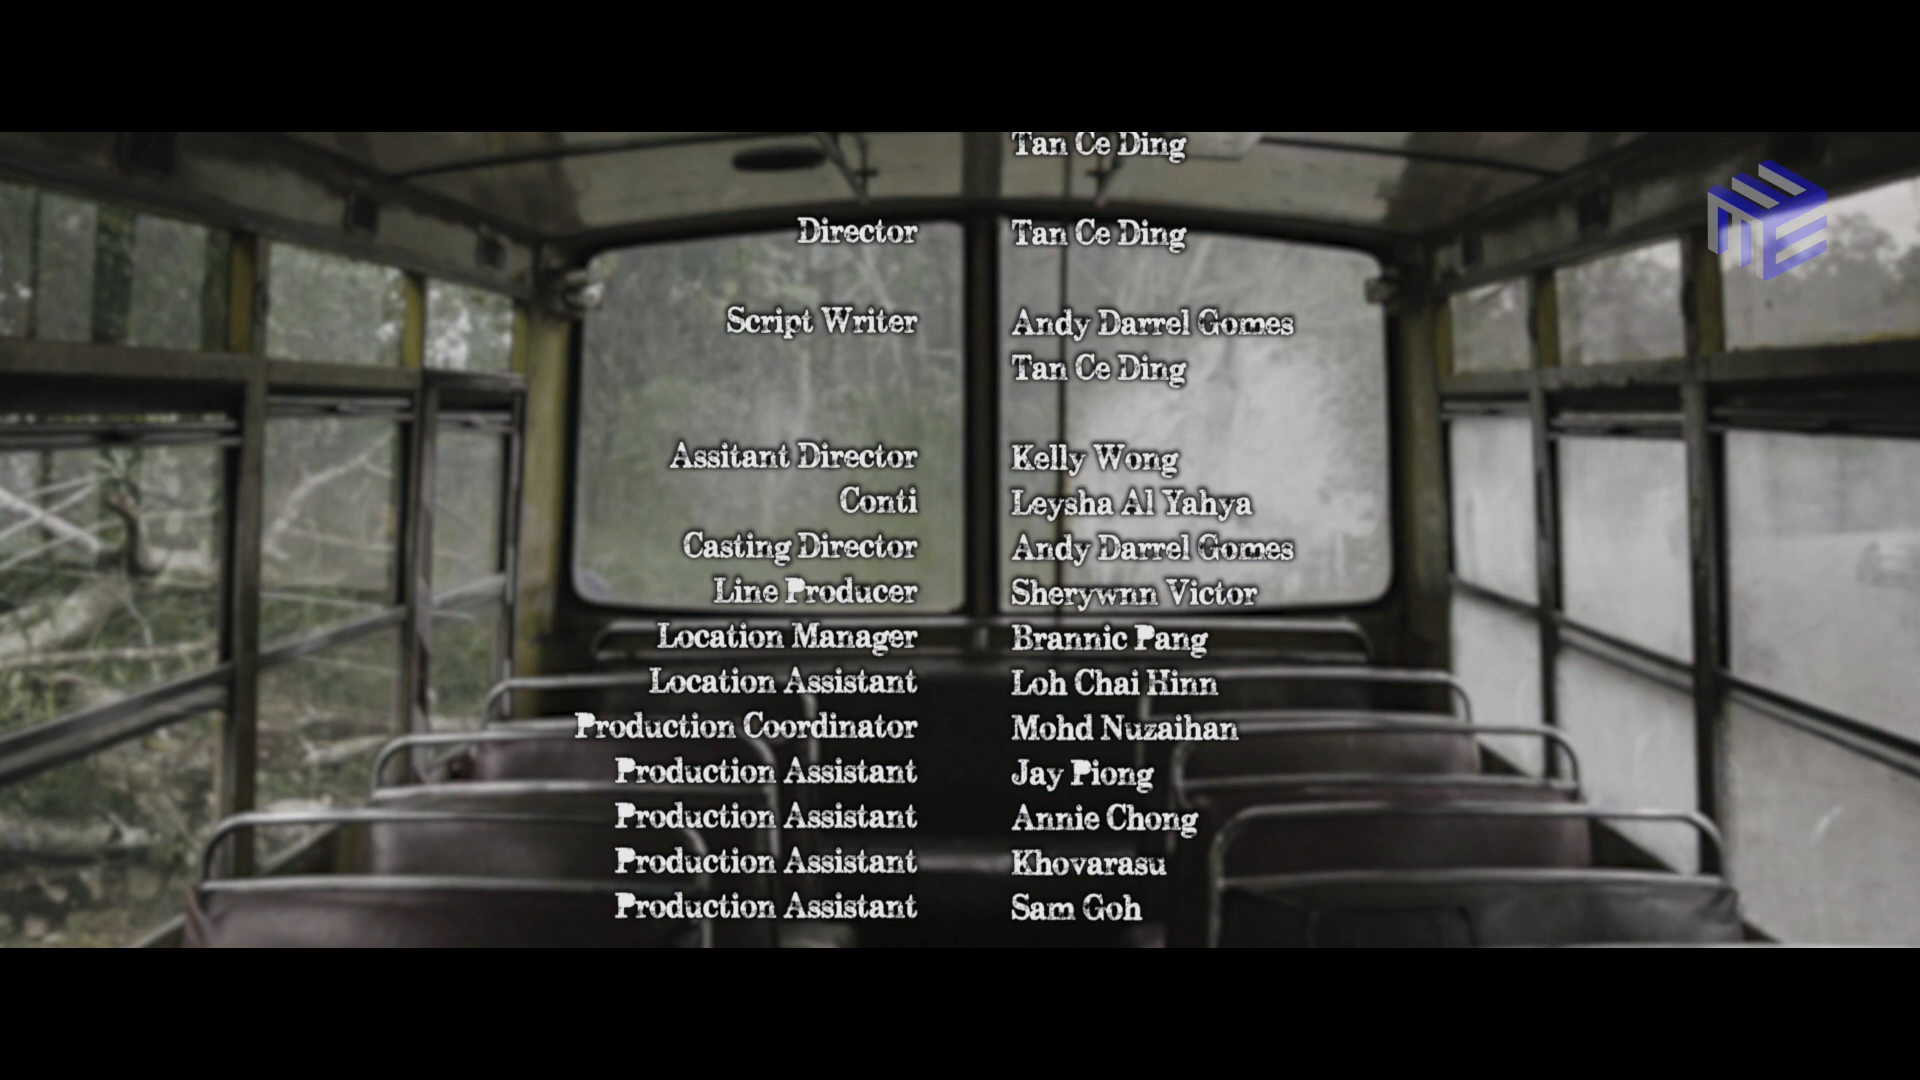 Tan Ce Ding
Director Tan Ce Ding
Script Writer Andy Darrel Gomes
Tan Ce Ding
Assitant Director Kelly Wong
Conti Leysha Al Yahya
Casting Director Andy Darrel Gomes
Line Producer Sherywnn Victor
Location Manager Brannic Pang
Location Assistant Loh Chai Hinn
Production Coordinator Mohd Nuzaihan
Production Assistant Jay Piong
Production Assistant Annie Chong
Production Assistant Khovarasu
Production Assistant Sam Goh